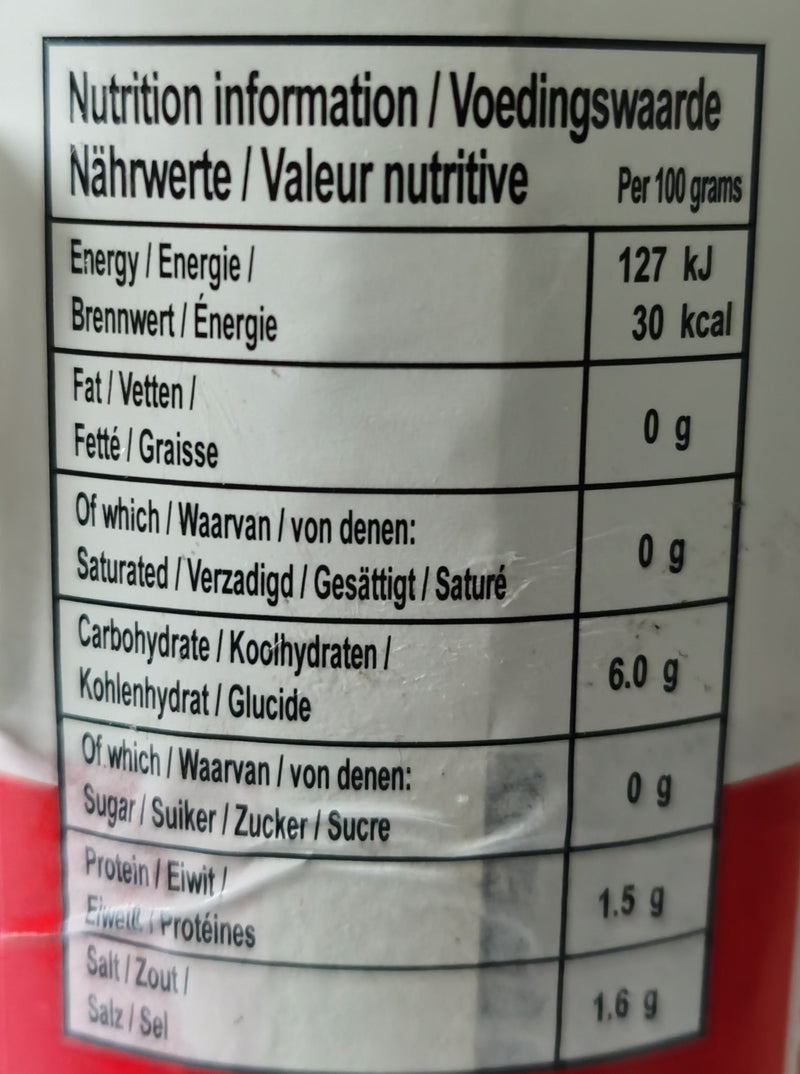 Nutrition information / Voedingswaarde
Nährwerte / Valeur nutritive Per 100 grams
Energy / Energie / 127 kJ
Brennwert / Énergie 30 kcal
Fat / Vetten /
Fetté / Graisse 0 g
Of which / Waarvan / von denen:
Saturated / Verzadigd / Gesättigt / Saturé 0 g
Carbohydrate / Koolhydraten /
Kohlenhydrat / Glucide 6.0 g
Of which / Waarvan / von denen:
Sugar / Suiker / Zucker / Sucre 0 g
Protein / Eiwit /
Eiweiß / Protéines 1.5 g
Salt / Zout /
Salz / Sel 1.6 g